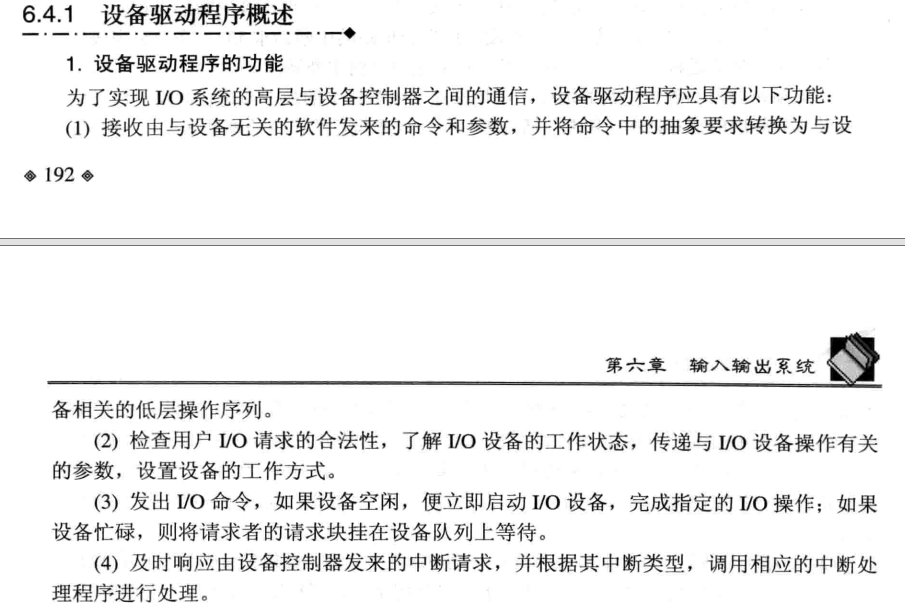 6.4.1 设备驱动程序概述
1. 设备驱动程序的功能
为了实现 I/O 系统的高层与设备控制器之间的通信，设备驱动程序应具有以下功能：
(1) 接收由与设备无关的软件发来的命令和参数，并将命令中的抽象要求转换为与设
192
第六章 输入输出系统
备相关的低层操作序列。
(2) 检查用户 I/O 请求的合法性，了解 I/O 设备的工作状态，传递与 I/O 设备操作有关
的参数，设置设备的工作方式。
(3) 发出 I/O 命令，如果设备空闲，便立即启动 I/O 设备，完成指定的 I/O 操作；如果
设备忙碌，则将请求者的请求块挂在设备队列上等待。
(4) 及时响应由设备控制器发来的中断请求，并根据其中断类型，调用相应的中断处
理程序进行处理。